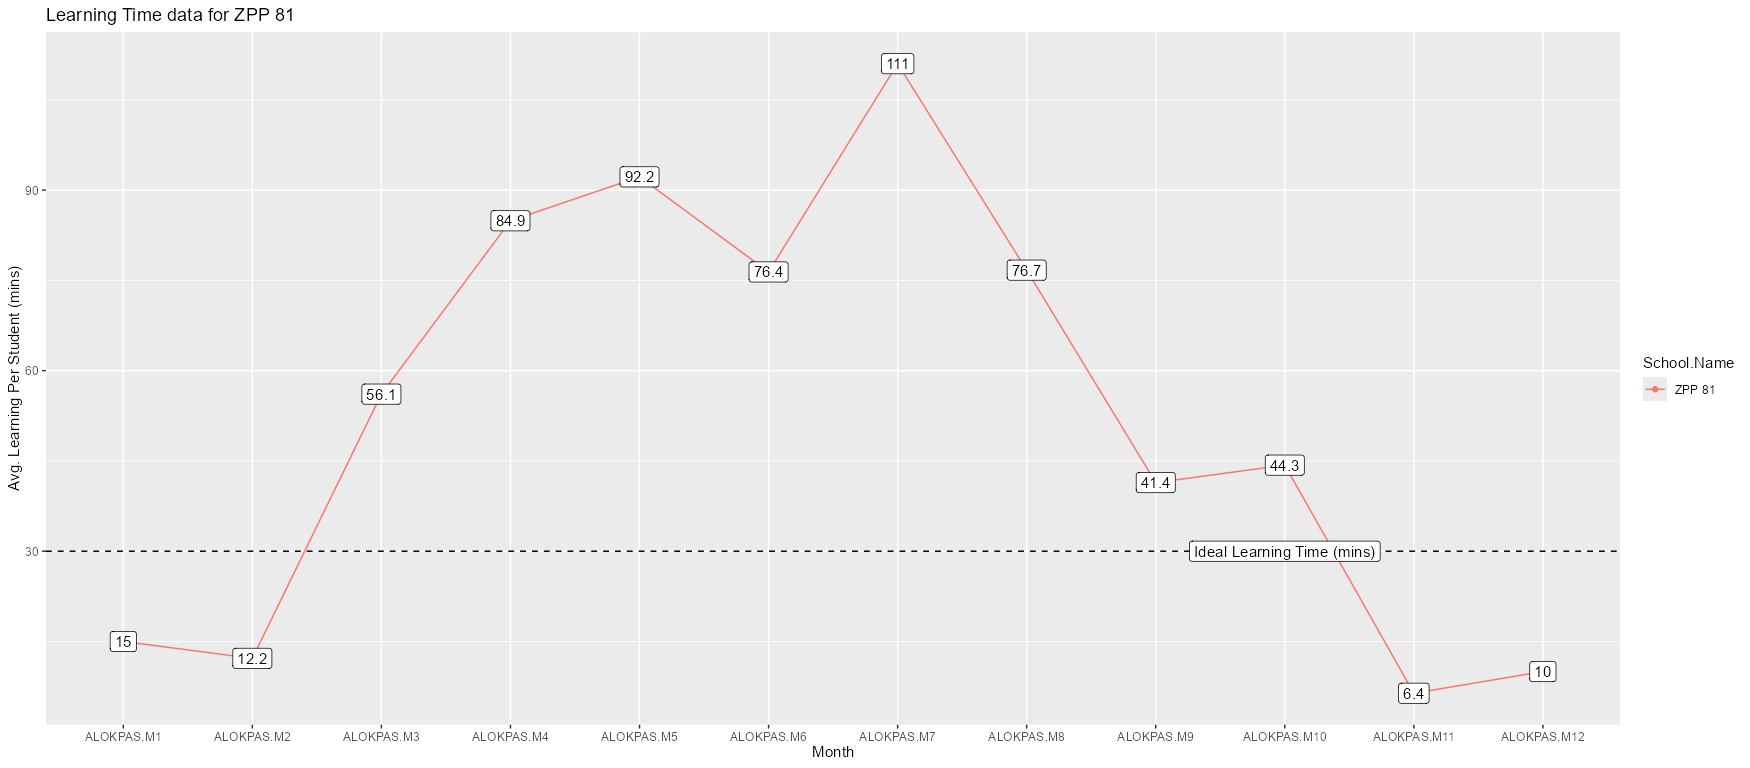 Learning Time data for ZPP 81
Avg. Learning Per Student (mins)
90
60
30
15
12.2
56.1
84.9
92.2
76.4
111
76.7
41.4
44.3
6.4
10
Ideal Learning Time (mins)
ALOKPAS.M1 ALOKPAS.M2 ALOKPAS.M3 ALOKPAS.M4 ALOKPAS.M5 ALOKPAS.M6 ALOKPAS.M7 ALOKPAS.M8 ALOKPAS.M9 ALOKPAS.M10 ALOKPAS.M11 ALOKPAS.M12
Month
School.Name
ZPP 81